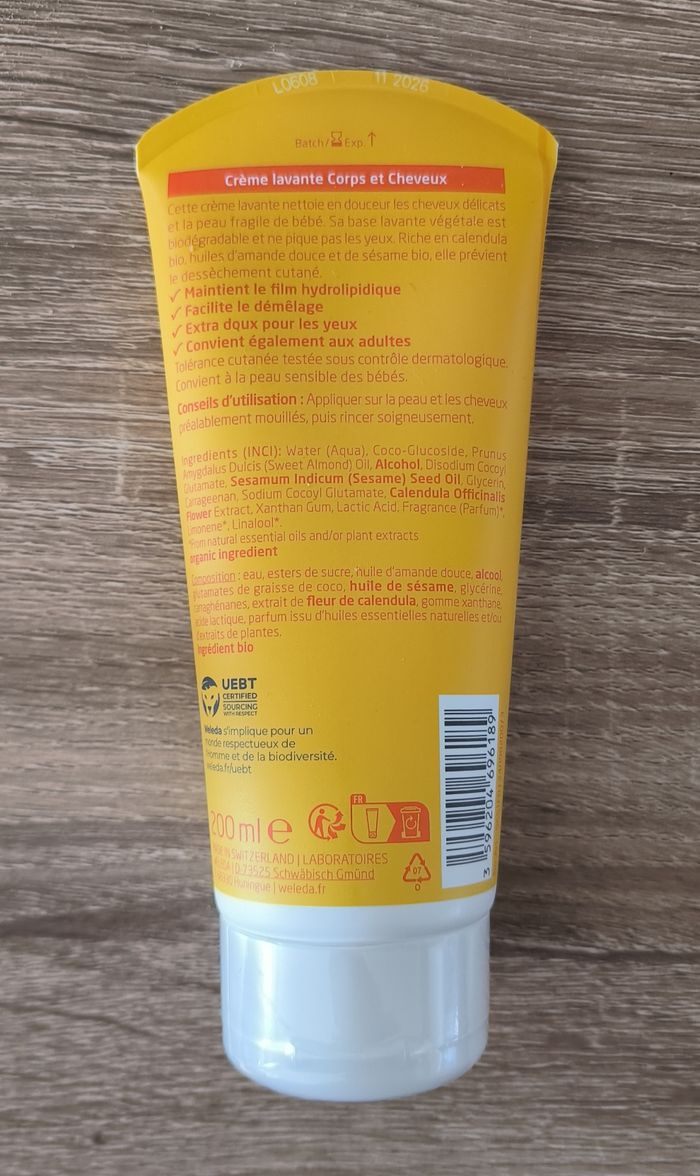 L0608 11 2026
Batch/ Exp.
Crème lavante Corps et Cheveux
Cette crème lavante nettoie en douceur les cheveux délicats
et la peau fragile de bébé. Sa base lavante végétale est
biodégradable et ne pique pas les yeux. Riche en calendula
bio, huiles d'amande douce et de sésame bio, elle prévient
le dessèchement cutané.
✓ Maintient le film hydrolipidique
✓ Facilite le démêlage
✓ Extra doux pour les yeux
✓ Convient également aux adultes
Tolérance cutanée testée sous contrôle dermatologique.
Convient à la peau sensible des bébés.
Conseils d'utilisation : Appliquer sur la peau et les cheveux
préalablement mouillés, puis rincer soigneusement.
Ingredients (INCI): Water (Aqua), Coco-Glucoside, Prunus
Amygdalus Dulcis (Sweet Almond) Oil, Alcohol, Disodium Cocoyl
Glutamate, Sesamum Indicum (Sesame) Seed Oil, Glycerin,
Carrageenan, Sodium Cocoyl Glutamate, Calendula Officinalis
Flower Extract, Xanthan Gum, Lactic Acid, Fragrance (Parfum)*,
Limonene*, Linalool*.
*From natural essential oils and/or plant extracts
organic ingredient
Composition : eau, esters de sucre, huile d'amande douce, alcool,
glutamates de graisse de coco, huile de sésame, glycérine,
carraghénanes, extrait de fleur de calendula, gomme xanthane,
acide lactique, parfum issu d'huiles essentielles naturelles et/ou
d'extraits de plantes.
Ingrédient bio
UEBT
CERTIFIED
SOURCING
WITH RESPECT
Weleda s'implique pour un
monde respectueux de
l'homme et de la biodiversité.
weleda.fr/uebt
200 ml e
FR
MADE IN SWITZERLAND | LABORATOIRES
WELEDA | D-73525 Schwäbisch Gmünd
Huningue | weleda.fr
07
O
3 596204 696189